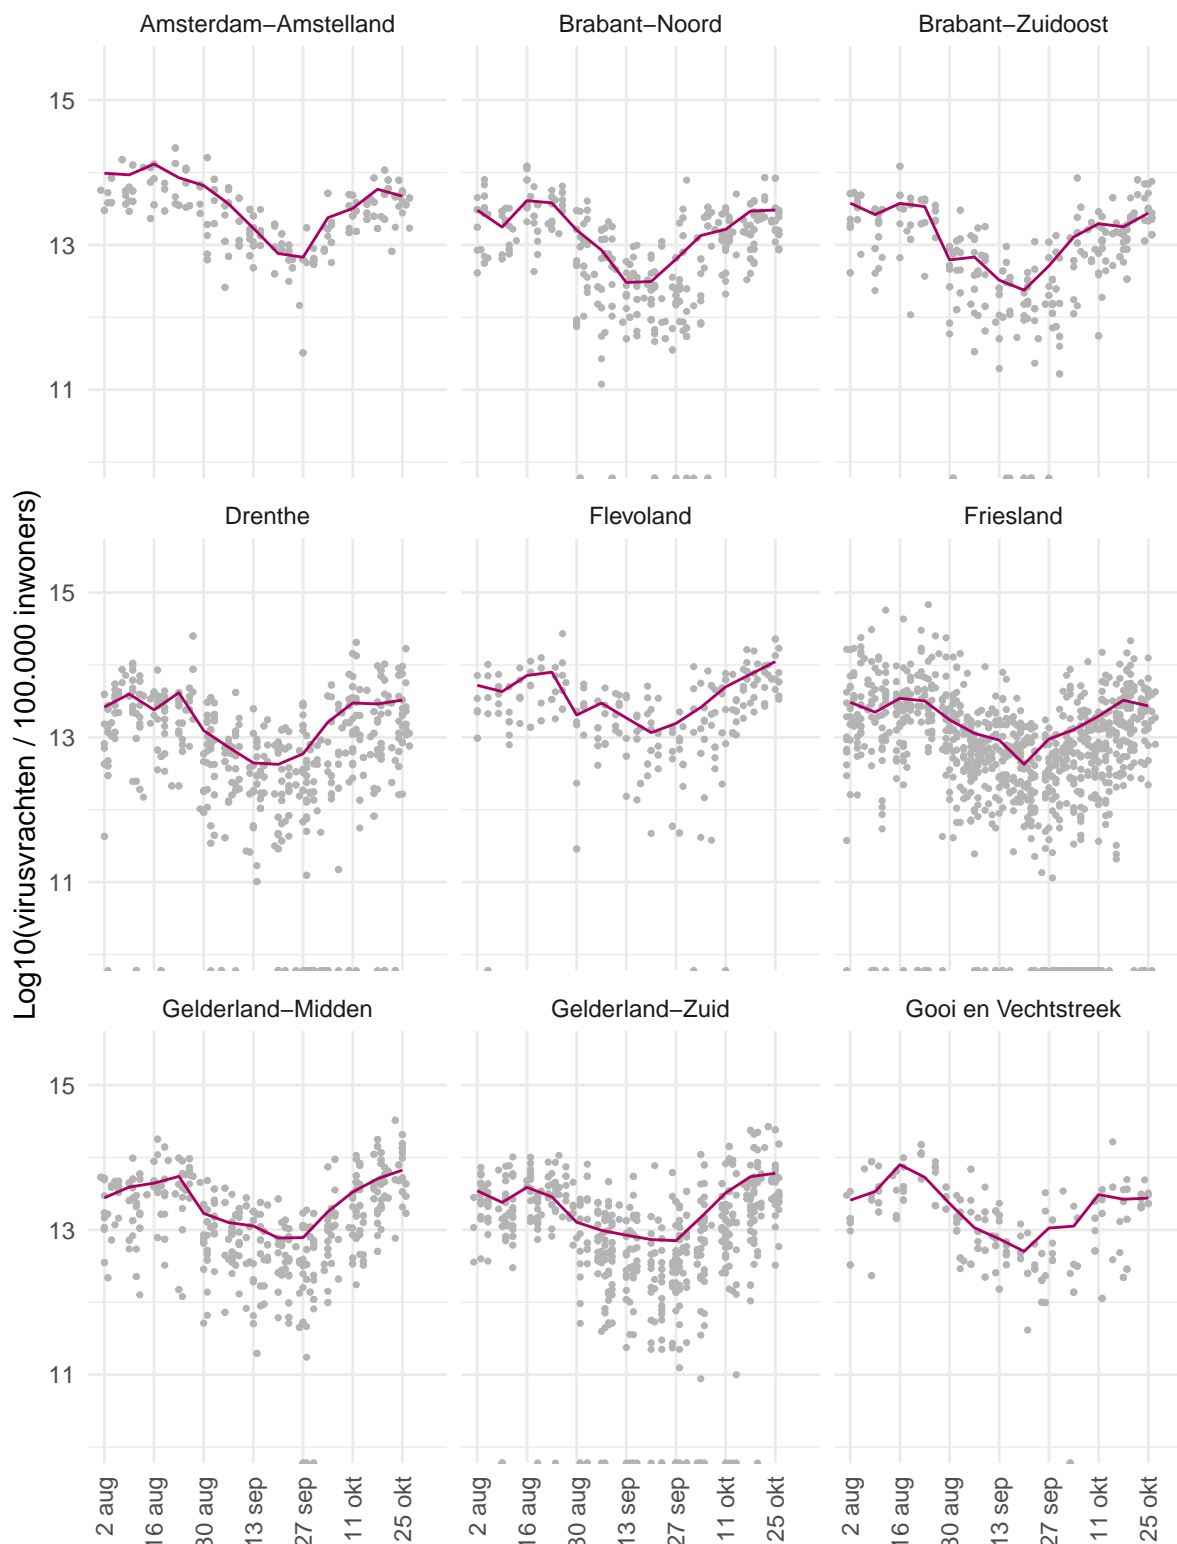 Amsterdam−Amstelland Brabant−Noord Brabant−Zuidoost
15
13
11
Drenthe Flevoland Friesland
15
13
11
Log10(virusvrachten / 100.000 inwoners)
Gelderland−Midden Gelderland−Zuid Gooi en Vechtstreek
15
13
11
2 aug 16 aug 30 aug 13 sep 27 sep 11 okt 25 okt 2 aug 16 aug 30 aug 13 sep 27 sep 11 okt 25 okt 2 aug 16 aug 30 aug 13 sep 27 sep 11 okt 25 okt